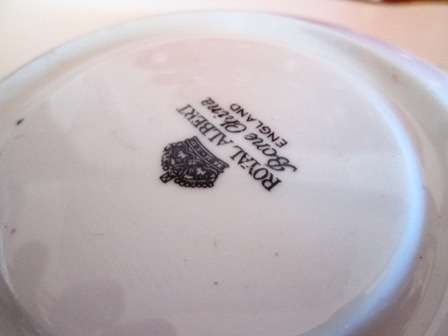 ROYAL ALBERT
Bone China
ENGLAND